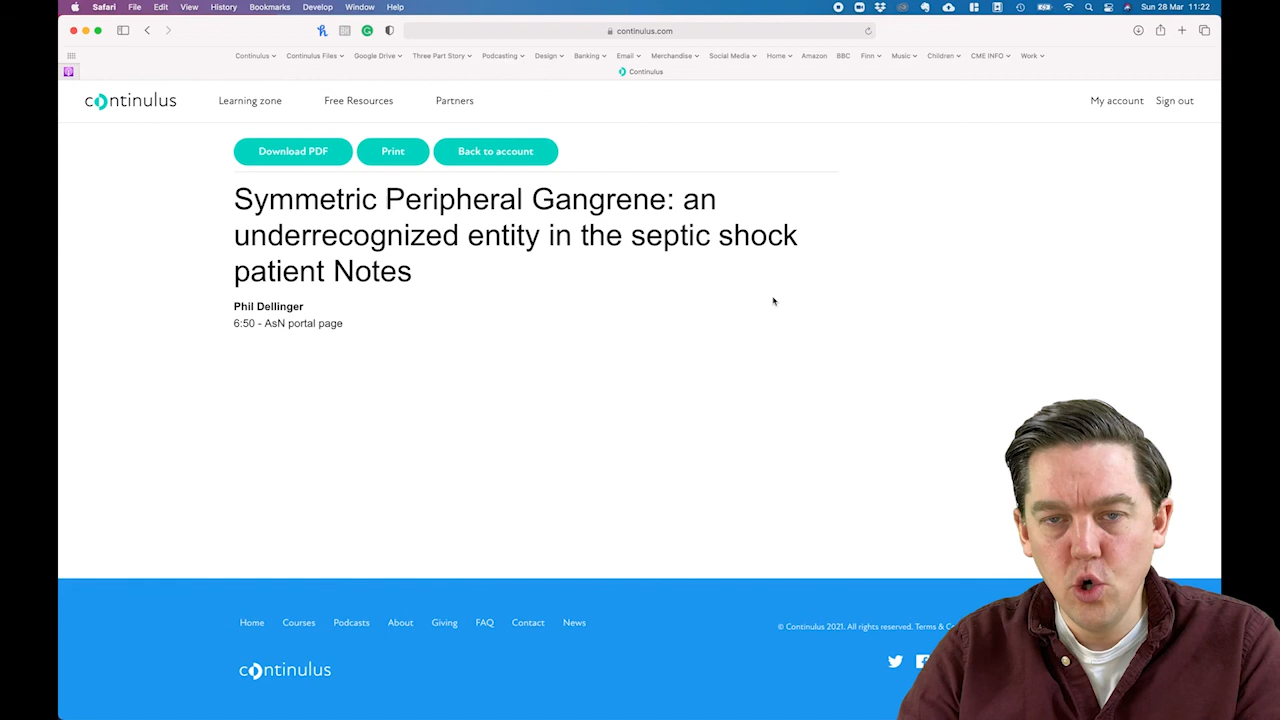 Safari File Edit View History Bookmarks Develop Window Help Sun 28 Mar 11:22
continulus.com
Continulus Continulus Files Google Drive Three Part Story Podcasting Design Banking Email Merchandise Social Media Home Amazon BBC Finn Music Children CME INFO Work
Continulus
continulus Learning zone Free Resources Partners My account Sign out
Download PDF Print Back to account
Symmetric Peripheral Gangrene: an
underrecognized entity in the septic shock
patient Notes
Phil Dellinger
6:50 - AsN portal page
Home Courses Podcasts About Giving FAQ Contact News © Continulus 2021. All rights reserved. Terms &
continulus